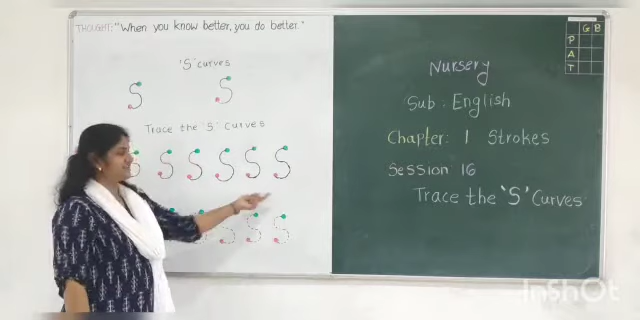 THOUGHT: "When you know better, you do better."
'S' curves
S S
Trace the 'S' Curves
S S S S S S
S S S
G B
P
A
T
Nursery
Sub : English
Chapter: 1 Strokes
Session 16
Trace the 'S' Curves
InShOt